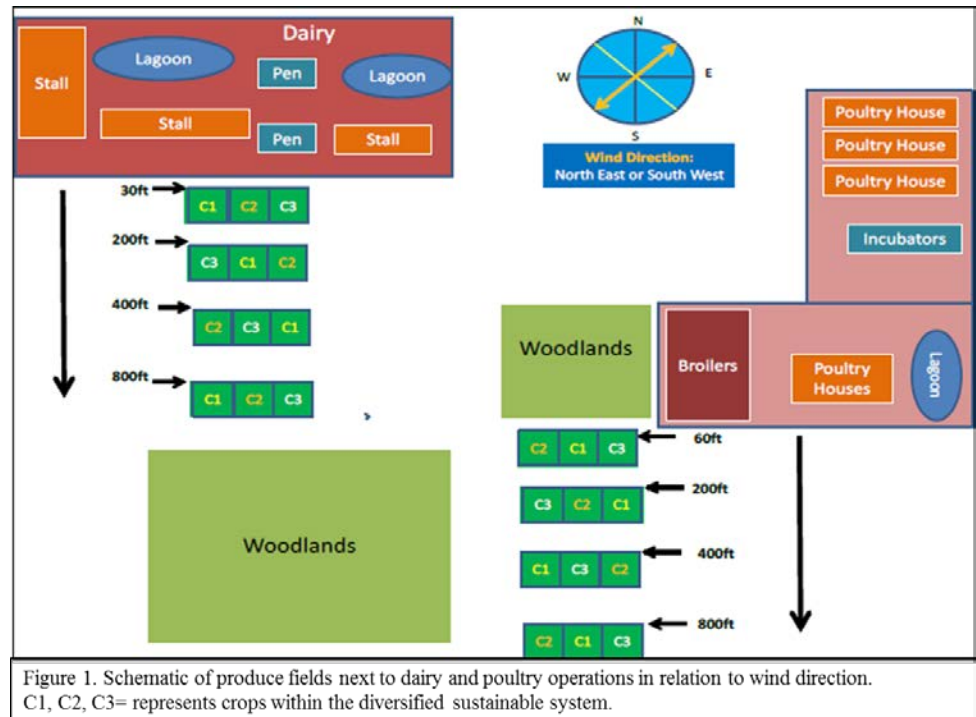 Dairy
Lagoon
Pen
Lagoon
Stall
Stall
Pen
Stall
30ft
C1 C2 C3
200ft
C3 C1 C2
400ft
C2 C3 C1
800ft
C1 C2 C3
Woodlands
N
W E
S
Wind Direction:
North East or South West
Poultry House
Poultry House
Poultry House
Incubators
Woodlands
Broilers
Poultry
Houses
Lagoon
C2 C1 C3
60ft
C3 C2 C1
200ft
C1 C3 C2
400ft
C2 C1 C3
800ft
Figure 1. Schematic of produce fields next to dairy and poultry operations in relation to wind direction.
C1, C2, C3= represents crops within the diversified sustainable system.